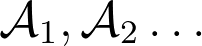 𝒜₁, 𝒜₂ …